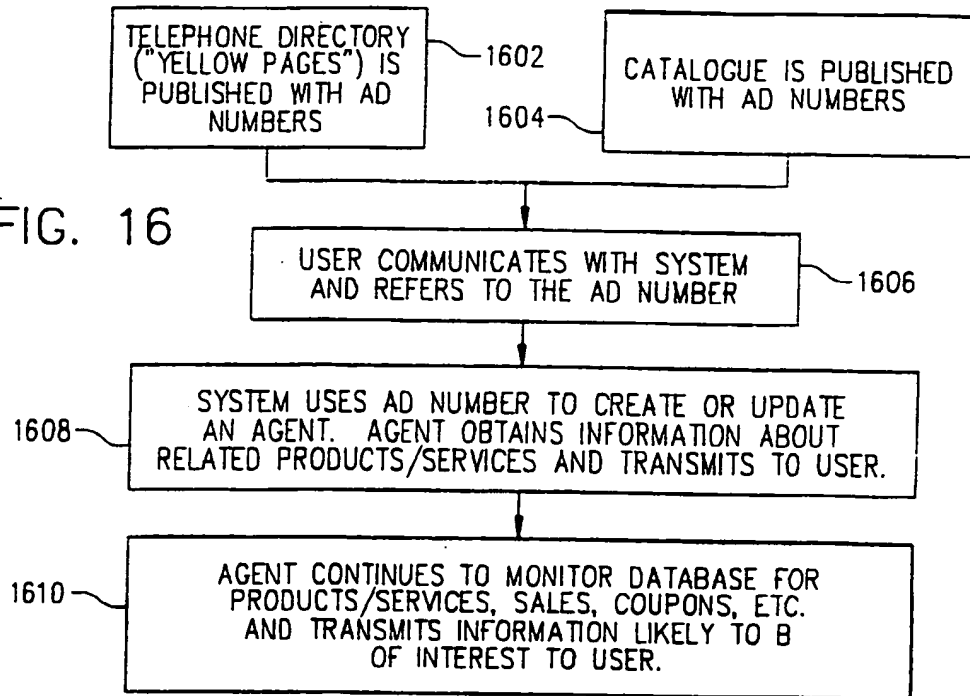 TELEPHONE DIRECTORY
("YELLOW PAGES") IS
PUBLISHED WITH AD
NUMBERS
1602
CATALOGUE IS PUBLISHED
WITH AD NUMBERS
1604
FIG. 16
USER COMMUNICATES WITH SYSTEM
AND REFERS TO THE AD NUMBER
1606
SYSTEM USES AD NUMBER TO CREATE OR UPDATE
AN AGENT. AGENT OBTAINS INFORMATION ABOUT
RELATED PRODUCTS/SERVICES AND TRANSMITS TO USER.
1608
AGENT CONTINUES TO MONITOR DATABASE FOR
PRODUCTS/SERVICES, SALES, COUPONS, ETC.
AND TRANSMITS INFORMATION LIKELY TO B
OF INTEREST TO USER.
1610